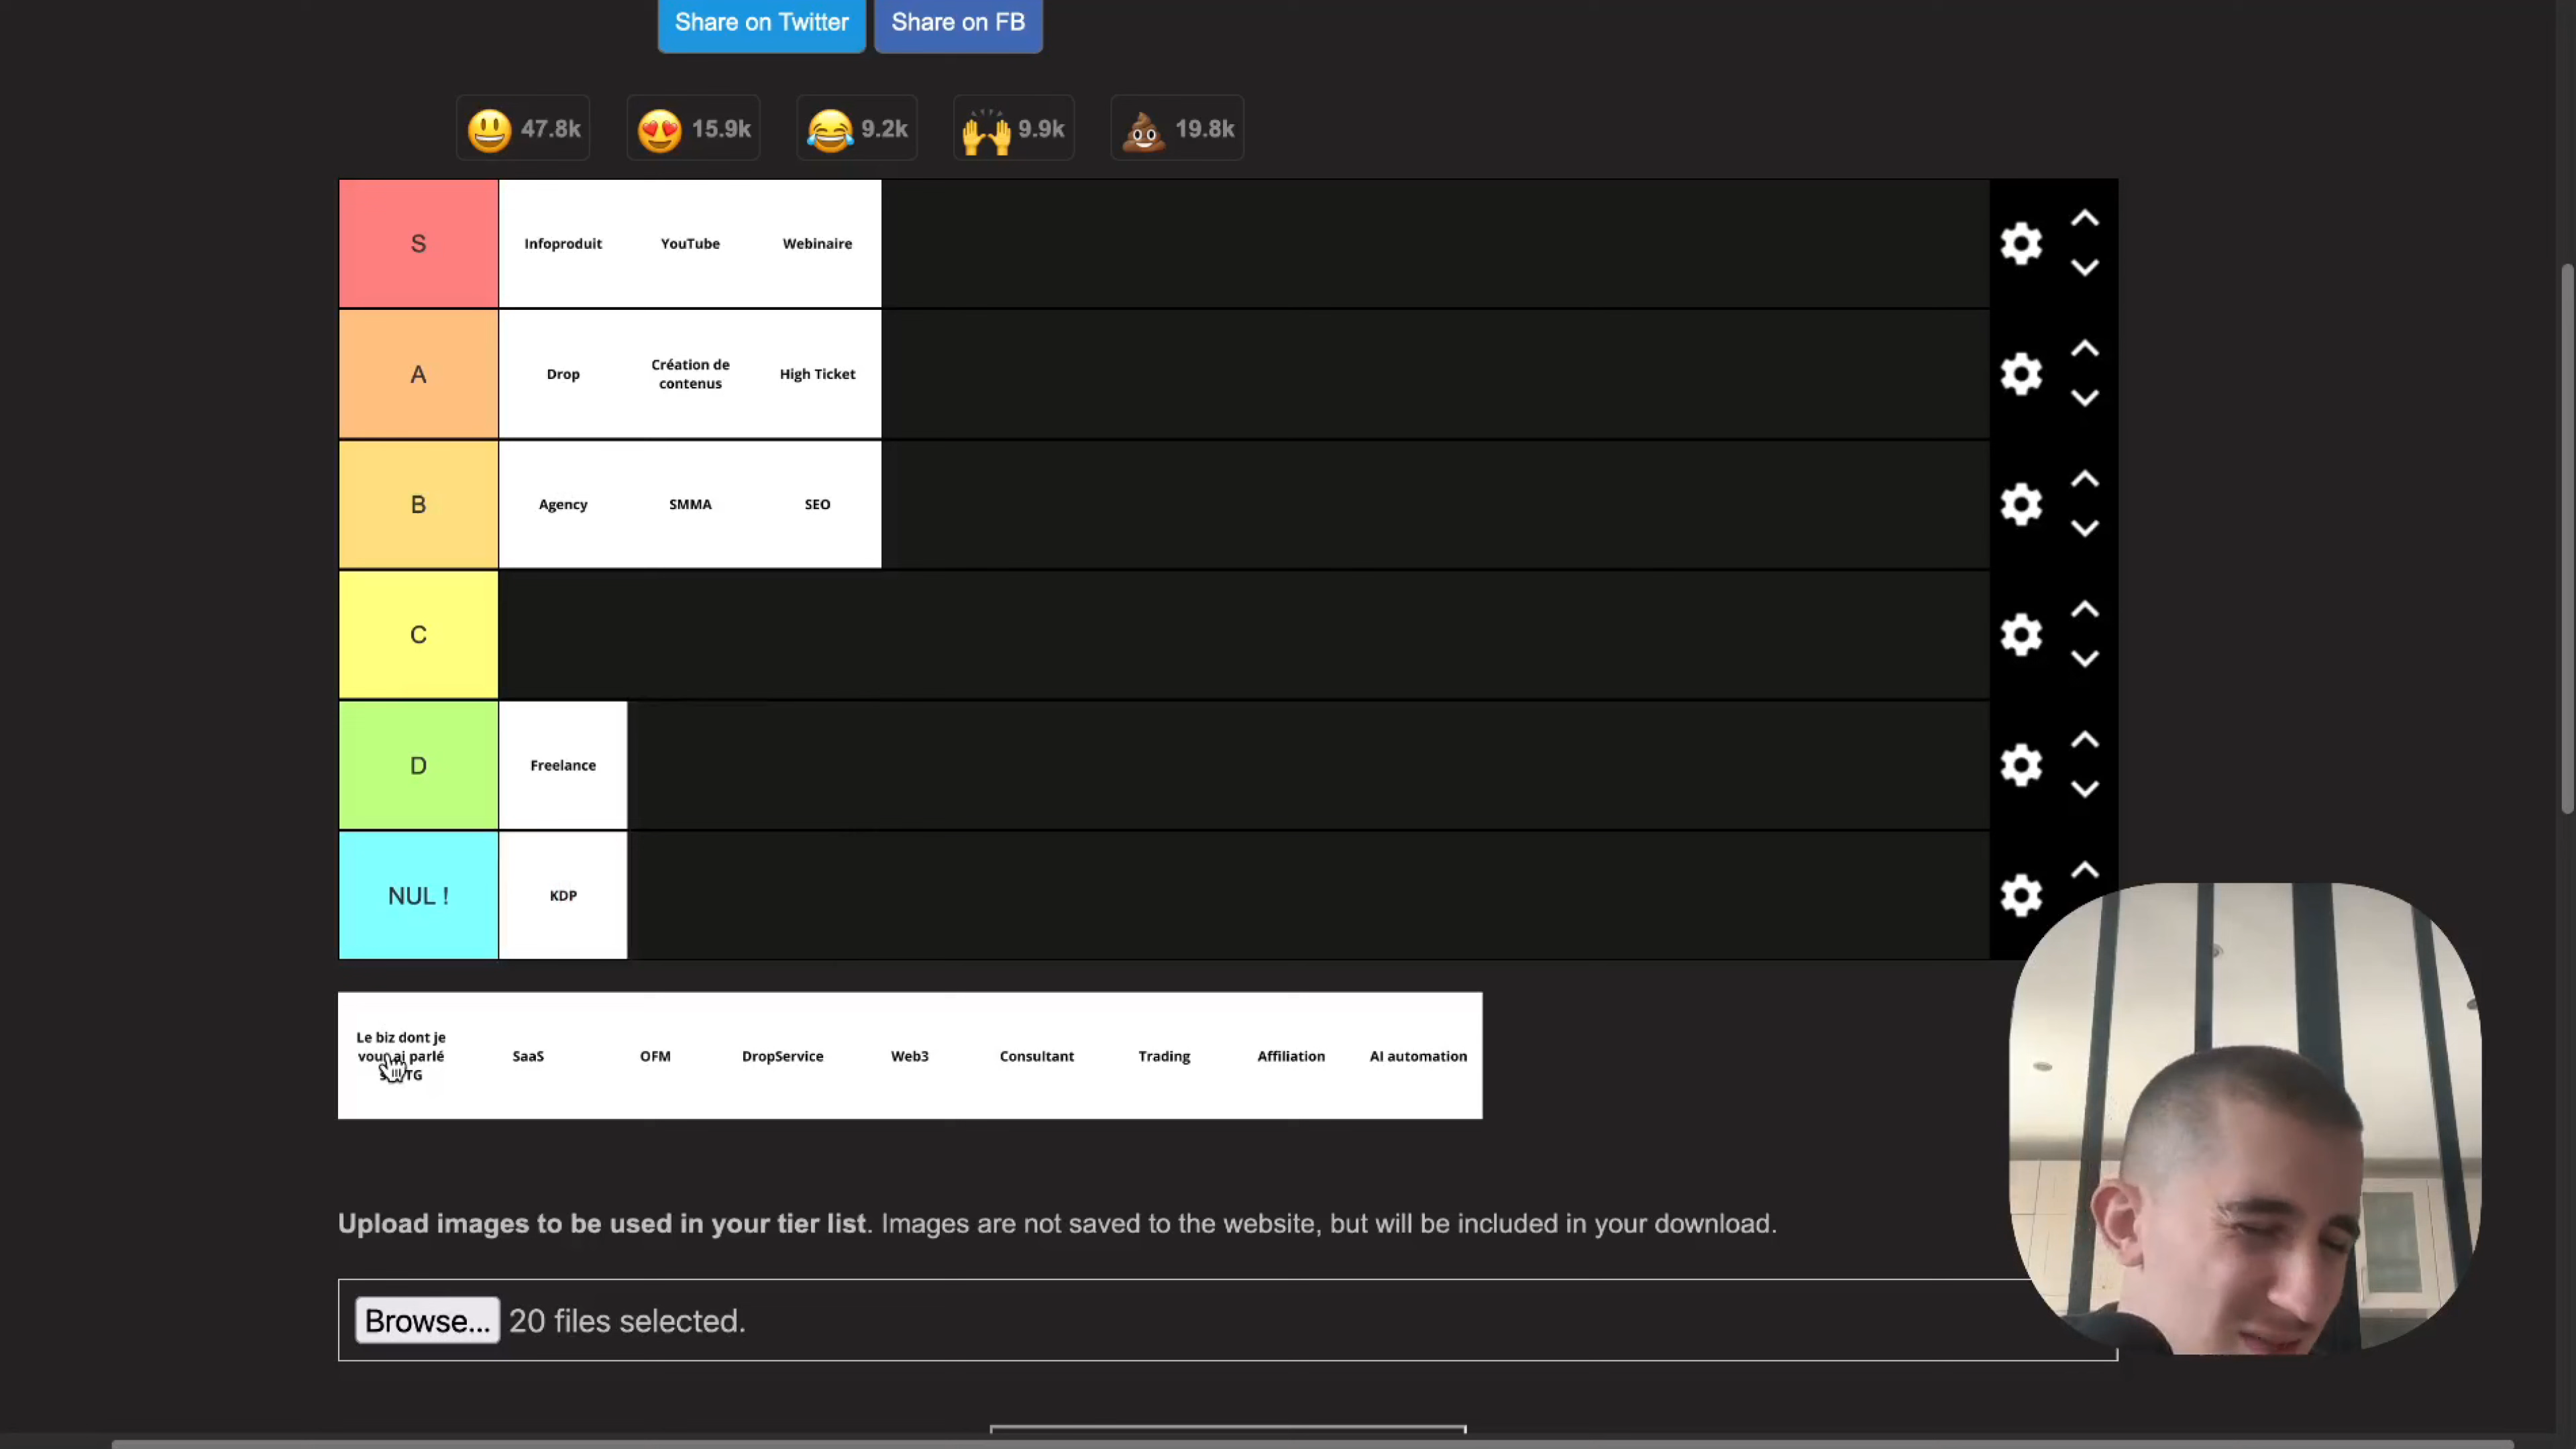 Share on Twitter Share on FB
47.8k 15.9k 9.2k 9.9k 19.8k
S Infoproduit YouTube Webinaire
A Drop Création de contenus High Ticket
B Agency SMMA SEO
C
D Freelance
NUL ! KDP
Le biz dont je
ai parlé
TG
SaaS OFM DropService Web3 Consultant Trading Affiliation AI automation
Upload images to be used in your tier list. Images are not saved to the website, but will be included in your download.
Browse... 20 files selected.